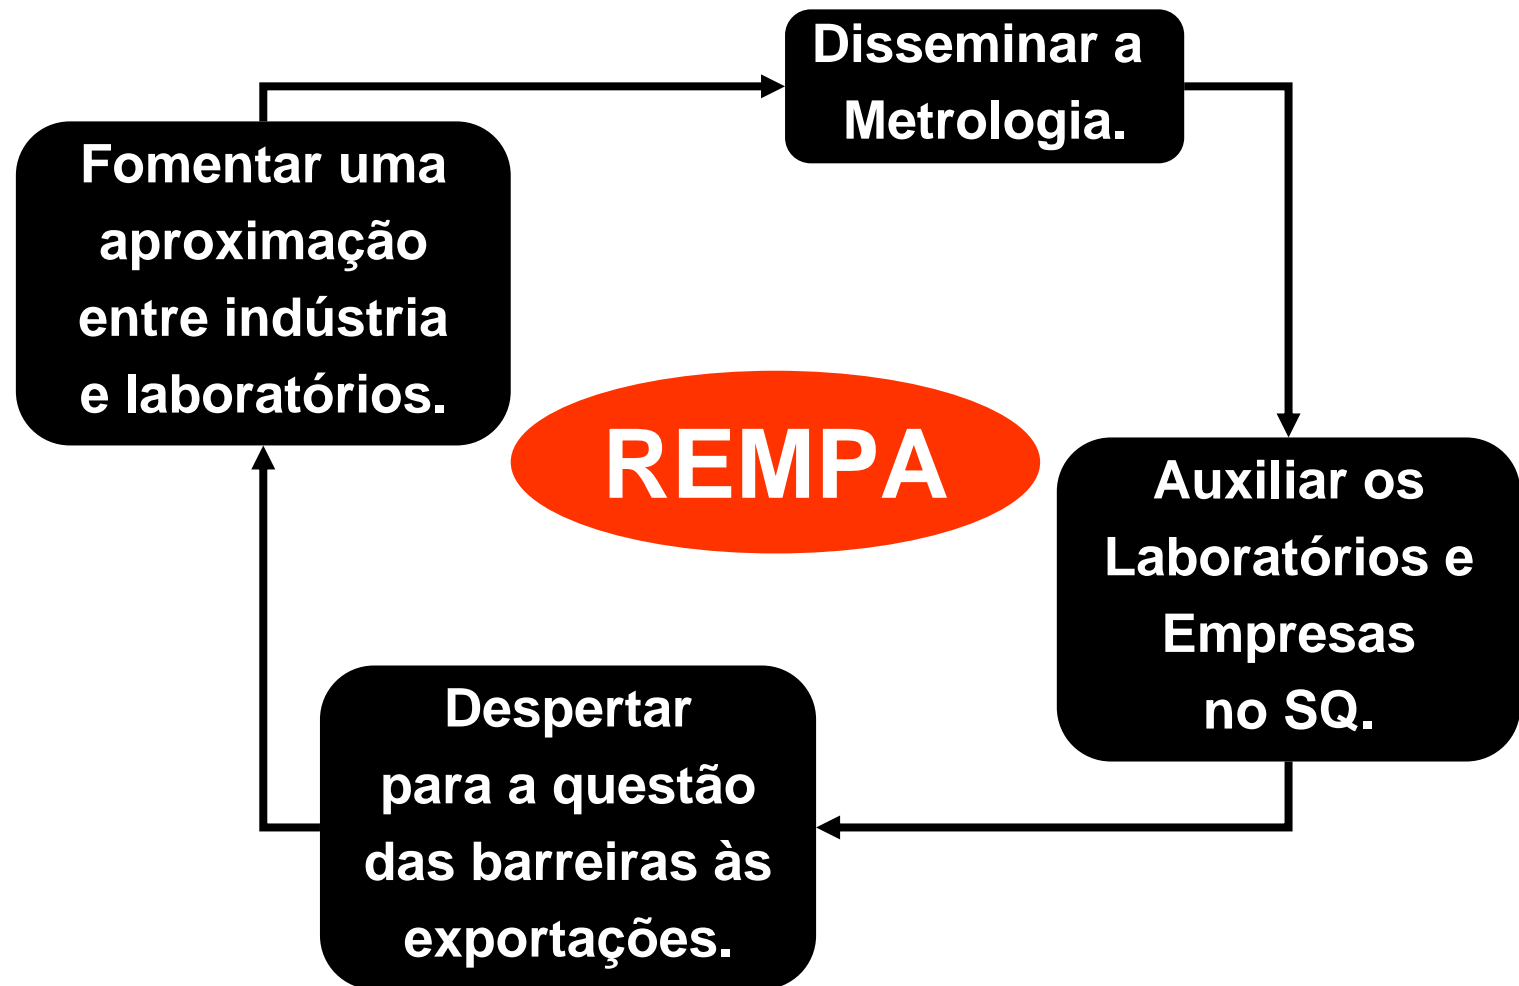 Disseminar a
Metrologia.
Fomentar uma
aproximação
entre indústria
e laboratórios.
REMPA
Auxiliar os
Laboratórios e
Empresas
no SQ.
Despertar
para a questão
das barreiras às
exportações.